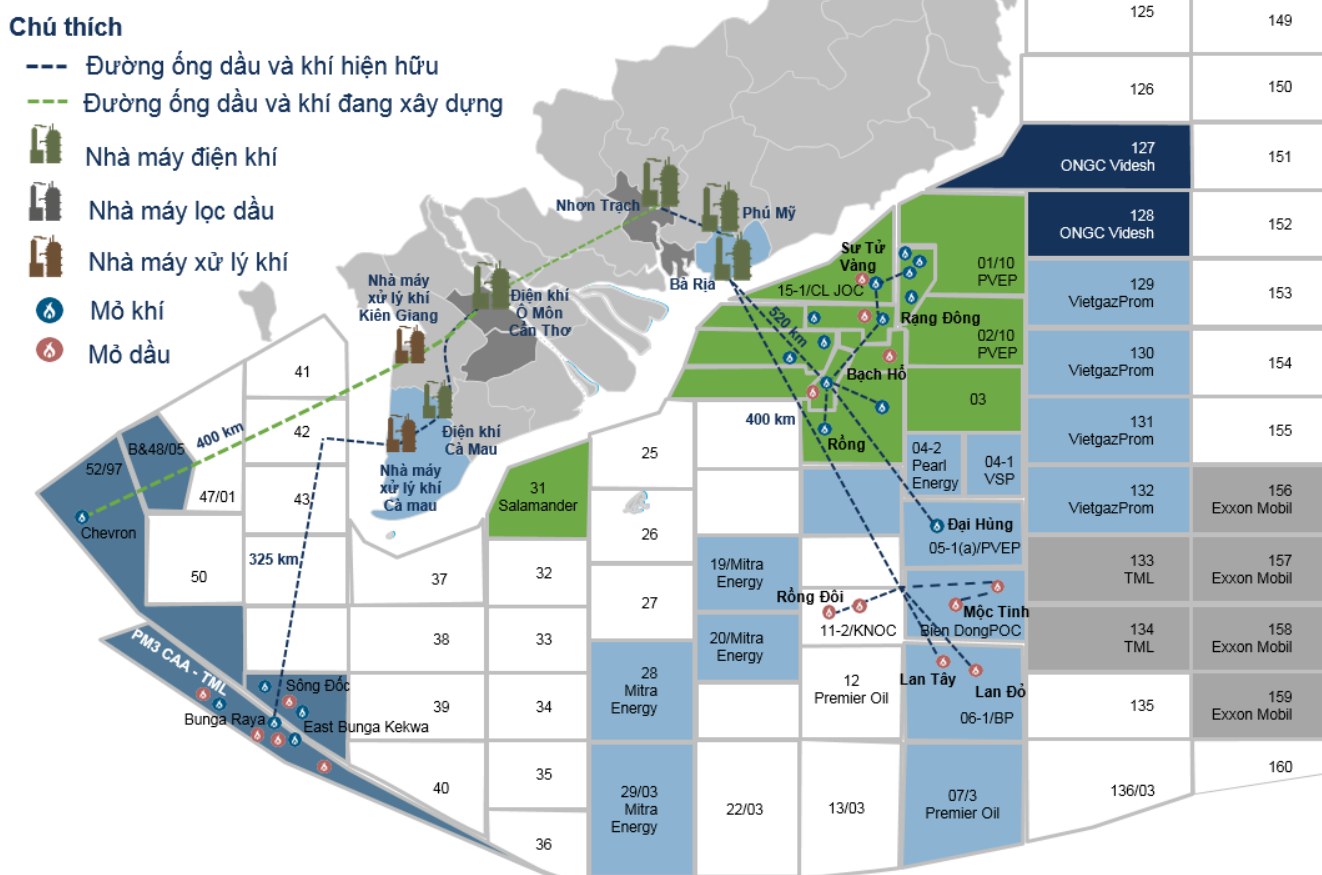 Chú thích
Đường ống dầu và khí hiện hữu
Đường ống dầu và khí đang xây dựng
Nhà máy điện khí
Nhà máy lọc dầu
Nhà máy xử lý khí
Mỏ khí
Mỏ dầu
125
149
126
150
127
ONGC Videsh
151
128
ONGC Videsh
152
129
VietgazProm
153
130
VietgazProm
154
131
VietgazProm
155
132
VietgazProm
156
Exxon Mobil
133
TML
157
Exxon Mobil
134
TML
158
Exxon Mobil
135
159
Exxon Mobil
136/03
160
Nhơn Trạch
Phú Mỹ
Bà Rịa
Nhà máy
xử lý khí
Kiên Giang
Điện khí
Ô Môn
Cần Thơ
Điện khí
Cà Mau
Nhà máy
xử lý khí
Cà mau
Sư Tử
Vàng
15-1/CL JOC
01/10
PVEP
Rạng Đông
02/10
PVEP
520 km
Bạch Hổ
03
400 km
Rồng
04-2
Pearl
Energy
04-1
VSP
Đại Hùng
05-1(a)/PVEP
Rồng Đôi
11-2/KNOC
Mộc Tinh
Bien DongPOC
Lan Tây
Lan Đỏ
06-1/BP
12
Premier Oil
07/3
Premier Oil
13/03
22/03
19/Mitra
Energy
20/Mitra
Energy
25
26
27
28
Mitra
Energy
29/03
Mitra
Energy
31
Salamander
32
33
34
35
36
37
38
39
40
41
42
43
400 km
B&48/05
52/97
47/01
Chevron
50
325 km
PM3 CAA - TML
Sông Đốc
Bunga Raya
East Bunga Kekwa